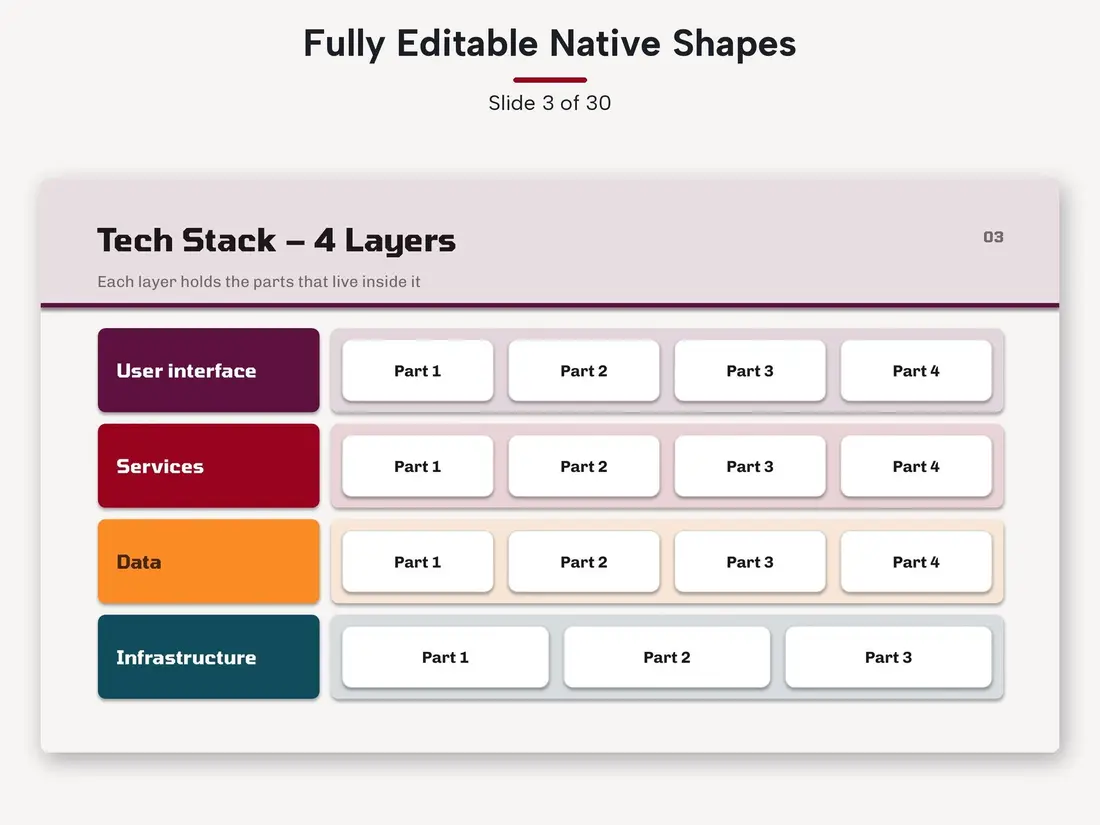 Fully Editable Native Shapes
Slide 3 of 30
Tech Stack – 4 Layers
03
Each layer holds the parts that live inside it
User interface
Part 1
Part 2
Part 3
Part 4
Services
Part 1
Part 2
Part 3
Part 4
Data
Part 1
Part 2
Part 3
Part 4
Infrastructure
Part 1
Part 2
Part 3